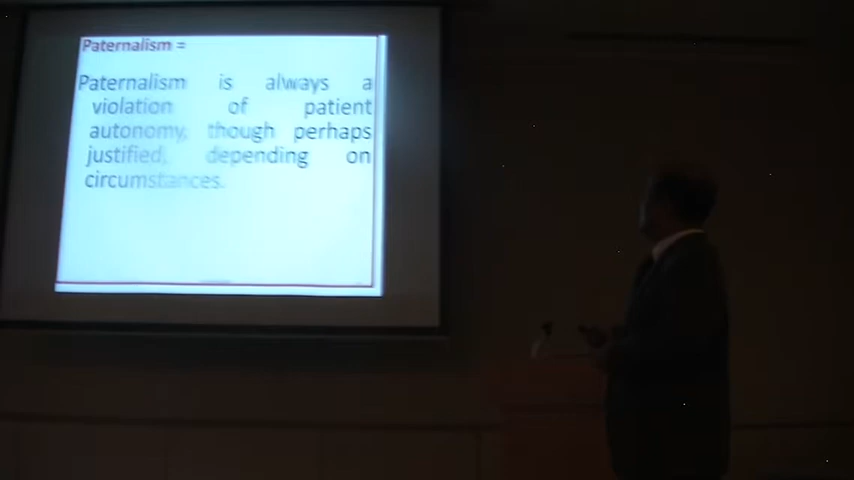 Paternalism =
Paternalism is always a
violation of patient
autonomy, though perhaps
justified, depending on
circumstances.